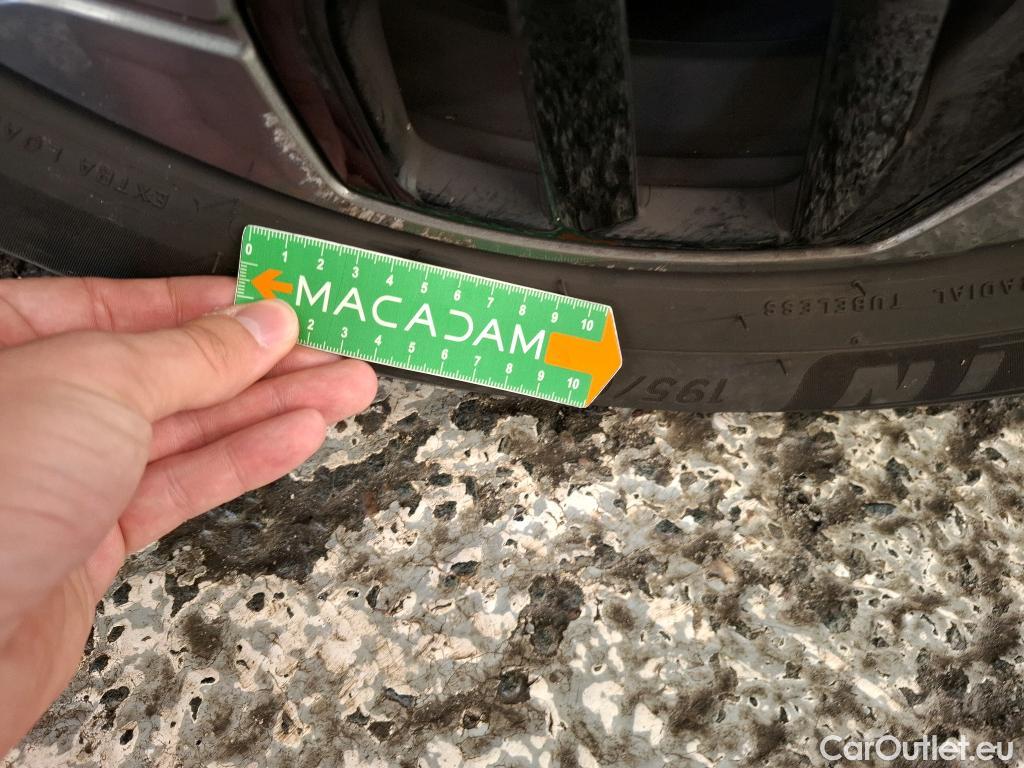 EXTRA LOA
0 1 2 3 4 5 6 7 8 9 10
MACADAM
2 3 4 5 6 7 8 9 10
RADIAL TUBELESS
195/
CarOutlet.eu